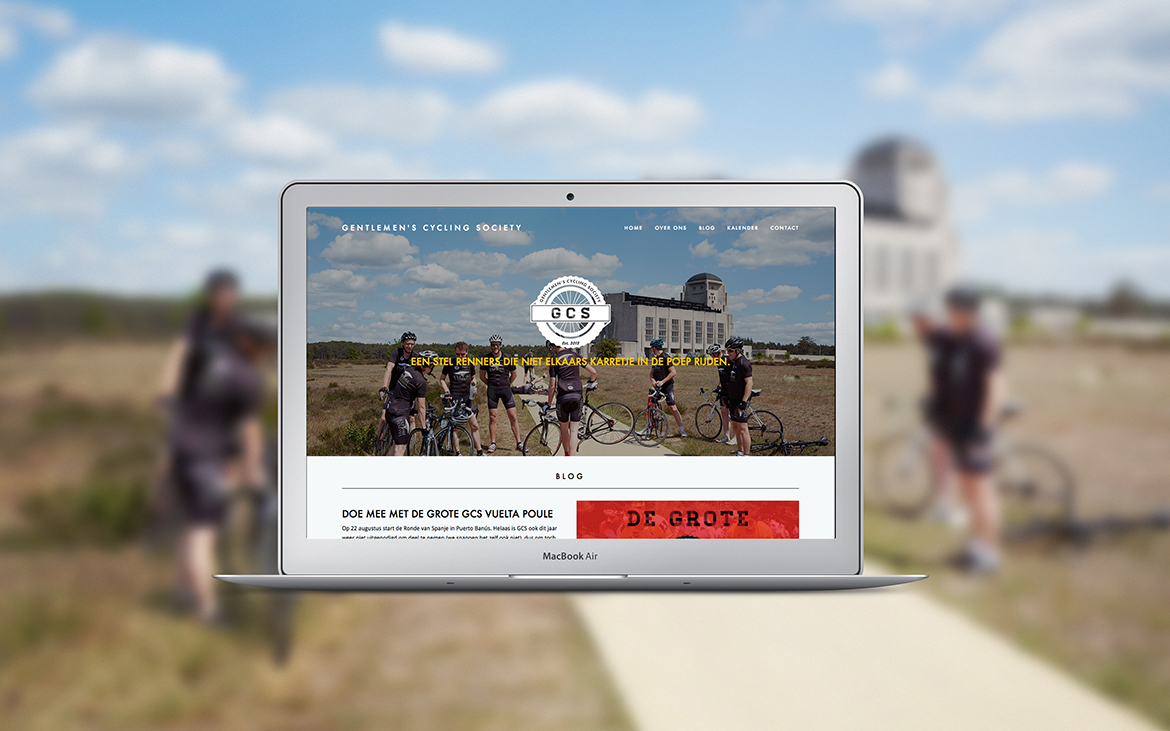 GENTLEMEN'S CYCLING SOCIETY
HOME OVER ONS BLOG KALENDER CONTACT
GENTLEMEN'S CYCLING SOCIETY
GCS
Est. 2013
EEN STEL RENNERS DIE NIET ELKAARS KARRETJE IN DE POEP RIJDEN.
BLOG
DOE MEE MET DE GROTE GCS VUELTA POULE
Op 22 augustus start de Ronde van Spanje in Puerto Banús. Helaas is GCS ook dit jaar
weer niet uitgenodigd om deel te nemen (we snappen het zelf ook niet), dus om toch
DE GROTE
MacBook Air